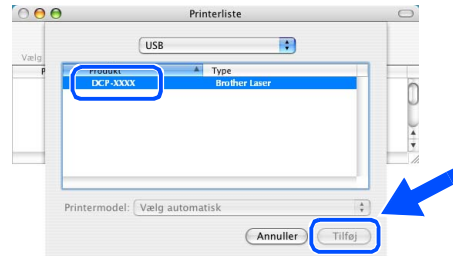 Printerliste
USB
Vælg
Produkt Type
DCP-XXXX Brother Laser
Printermodel: Vælg automatisk
Annuller Tilføj